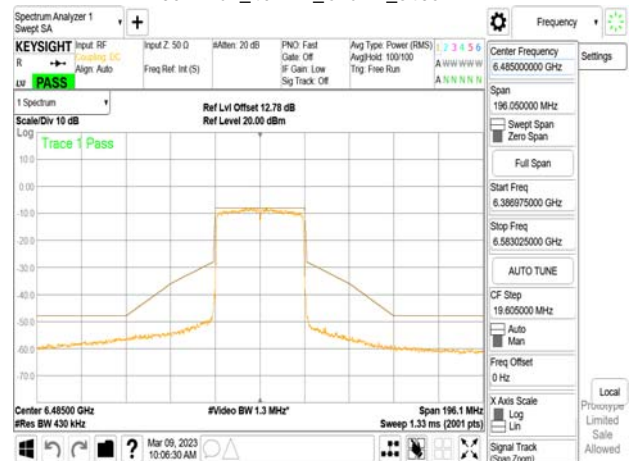 Spectrum Analyzer 1
Swept SA
Frequency
KEYSIGHT
Input: RF
Coupling: DC
Align: Auto
Input Z: 50 Ω
Freq Ref: Int (S)
#Atten: 20 dB
PNO: Fast
Gate: Off
IF Gain: Low
Sig Track: Off
Avg Type: Power (RMS)
Avg|Hold: 100/100
Trig: Free Run
1 2 3 4 5 6
A W W W W W
A N N N N N
R
PASS
1 Spectrum
Scale/Div 10 dB
Ref Lvl Offset 12.78 dB
Ref Level 20.00 dBm
Log
Trace 1 Pass
10.0
0.00
-10.0
-20.0
-30.0
-40.0
-50.0
-60.0
-70.0
Center 6.48500 GHz
#Res BW 430 kHz
#Video BW 1.3 MHz*
Span 196.1 MHz
Sweep 1.33 ms (2001 pts)
Mar 09, 2023
10:06:30 AM
Center Frequency
6.485000000 GHz
Settings
Span
196.050000 MHz
Swept Span
Zero Span
Full Span
Start Freq
6.386975000 GHz
Stop Freq
6.583025000 GHz
AUTO TUNE
CF Step
19.605000 MHz
Auto
Man
Freq Offset
0 Hz
X Axis Scale
Log
Lin
Signal Track
(Span Zoom)
Local
Prototype
Limited
Sale
Allowed